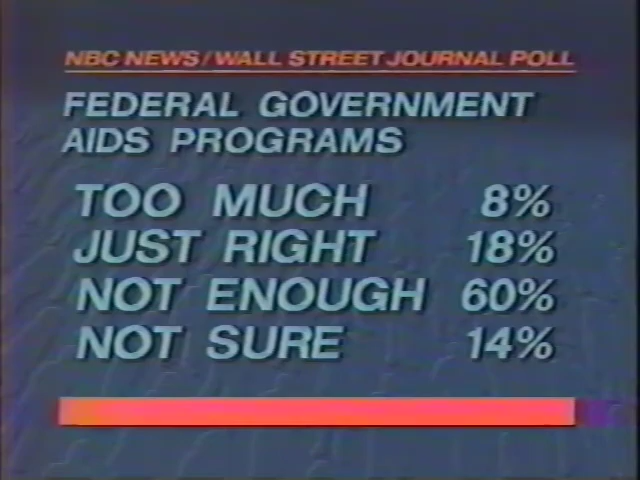 NBC NEWS/WALL STREET JOURNAL POLL
FEDERAL GOVERNMENT
AIDS PROGRAMS
TOO MUCH 8%
JUST RIGHT 18%
NOT ENOUGH 60%
NOT SURE 14%